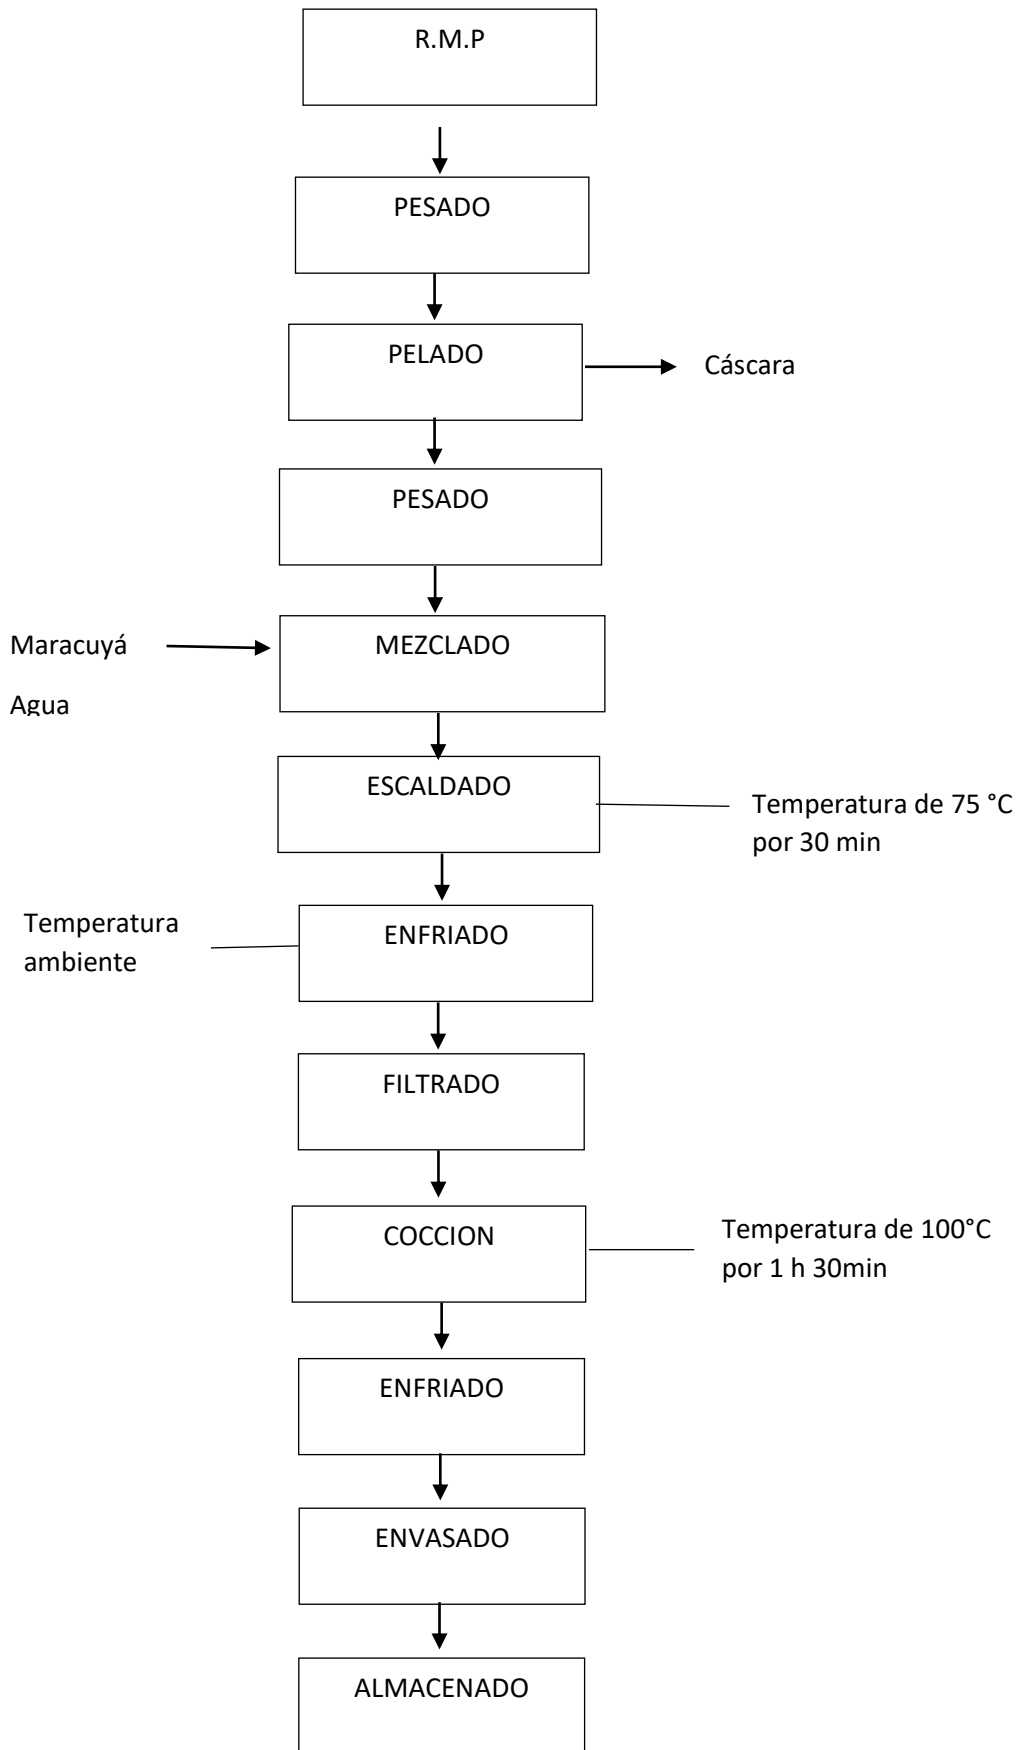 R.M.P
PESADO
PELADO
Cáscara
PESADO
Maracuyá
MEZCLADO
Agua
ESCALDADO
Temperatura de 75 °C
por 30 min
Temperatura
ambiente
ENFRIADO
FILTRADO
COCCION
Temperatura de 100°C
por 1 h 30min
ENFRIADO
ENVASADO
ALMACENADO